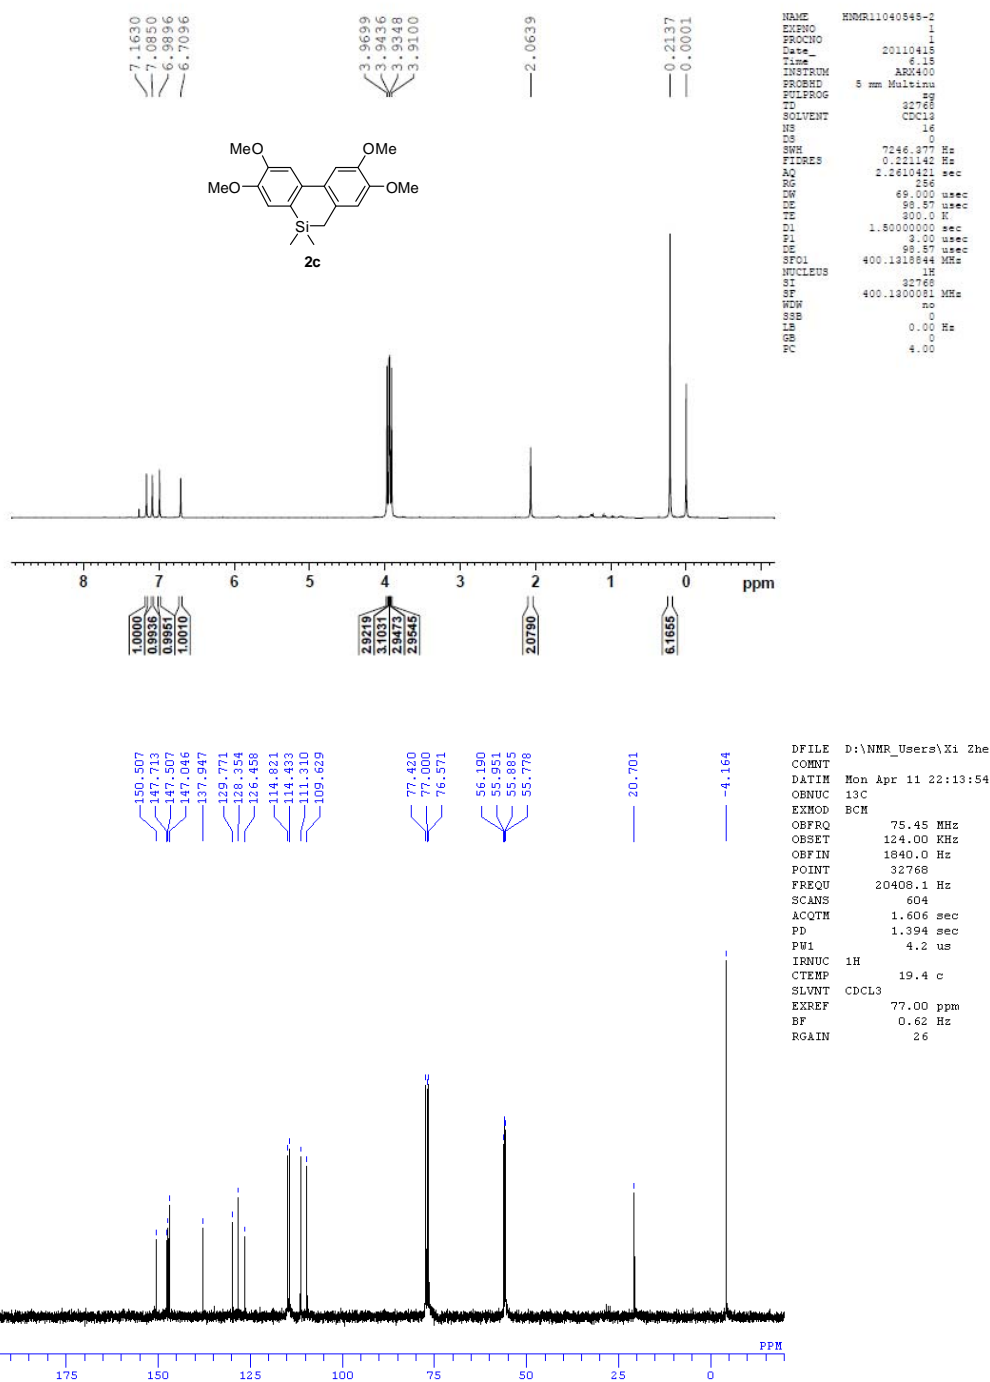 7.1630
7.0850
6.9896
6.7096
3.9699
3.9436
3.9348
3.9100
2.0639
0.2137
0.0001
NAME HNMR11040545-2
EXPNO 1
PROCNO 1
Date_ 20110415
Time 6.15
INSTRUM ARX400
PROBHD 5 mm Multinu
PULPROG zg
TD 32768
SOLVENT CDCl3
NS 16
DS 0
SWH 7246.377 Hz
FIDRES 0.221142 Hz
AQ 2.2610421 sec
RG 256
DW 69.000 usec
DE 98.57 usec
TE 300.0 K
D1 1.50000000 sec
P1 3.00 usec
DE 98.57 usec
SFO1 400.1318844 MHz
NUCLEUS 1H
SI 32768
SF 400.1300081 MHz
WDW no
SSB 0
LB 0.00 Hz
GB 0
PC 4.00
MeO OMe
MeO OMe
Si
2c
8 7 6 5 4 3 2 1 0 ppm
1.0000
0.9936
0.9951
1.0010
2.9219
3.1031
2.9473
2.9545
2.0790
6.1655
150.507
147.713
147.507
147.046
137.947
129.771
128.354
126.458
114.821
114.433
111.310
109.629
77.420
77.000
76.571
56.190
55.951
55.885
55.778
20.701
-4.164
DFILE D:\NMR_Users\Xi Zhe
COMNT
DATIM Mon Apr 11 22:13:54
OBNUC 13C
EXMOD BCM
OBFRQ 75.45 MHz
OBSET 124.00 KHz
OBFIN 1840.0 Hz
POINT 32768
FREQU 20408.1 Hz
SCANS 604
ACQTM 1.606 sec
PD 1.394 sec
PW1 4.2 us
IRNUC 1H
CTEMP 19.4 c
SLVNT CDCL3
EXREF 77.00 ppm
BF 0.62 Hz
RGAIN 26
PPM
175 150 125 100 75 50 25 0